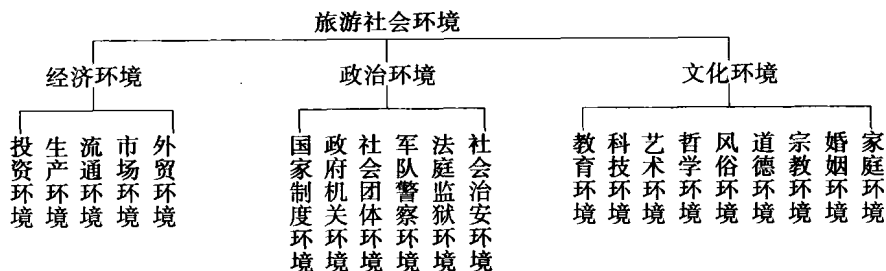 旅游社会环境
经济环境
政治环境
文化环境
投资环境
生产环境
流通环境
市场环境
外贸环境
国家制度环境
政府机关环境
社会团体环境
军队警察环境
法庭监狱环境
社会治安环境
教育环境
科技环境
艺术环境
哲学环境
风俗环境
道德环境
宗教环境
婚姻环境
家庭环境